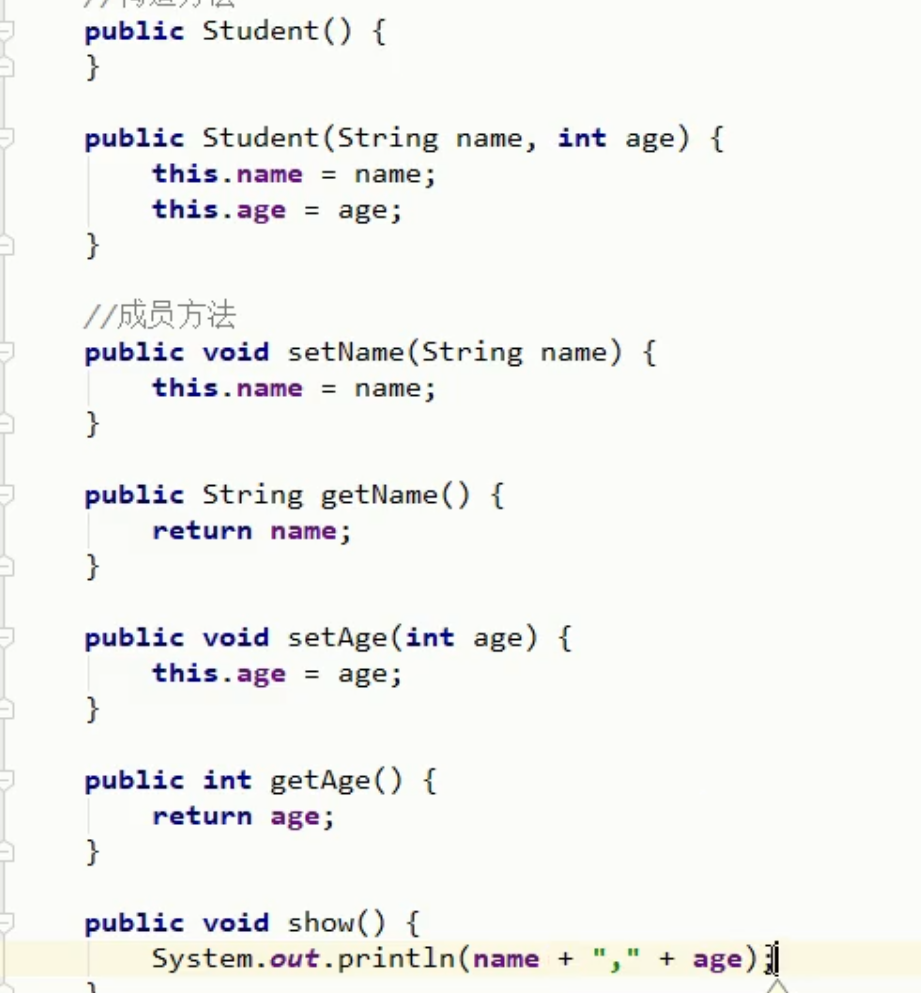 public Student() {
}
public Student(String name, int age) {
this.name = name;
this.age = age;
}
//成员方法
public void setName(String name) {
this.name = name;
}
public String getName() {
return name;
}
public void setAge(int age) {
this.age = age;
}
public int getAge() {
return age;
}
public void show() {
System.out.println(name + "," + age);
}